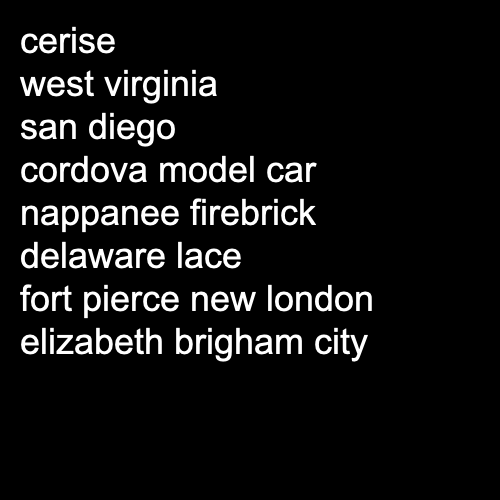 cerise
west virginia
san diego
cordova model car
nappanee firebrick
delaware lace
fort pierce new london
elizabeth brigham city